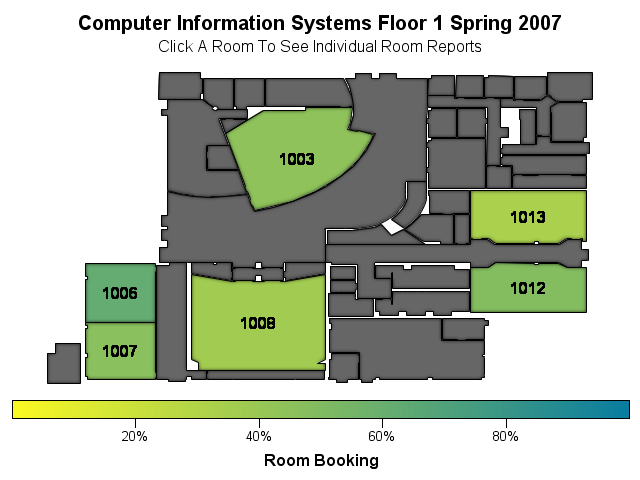 Computer Information Systems Floor 1 Spring 2007
Click A Room To See Individual Room Reports
1003
1013
1006
1012
1008
1007
20% 40% 60% 80%
Room Booking